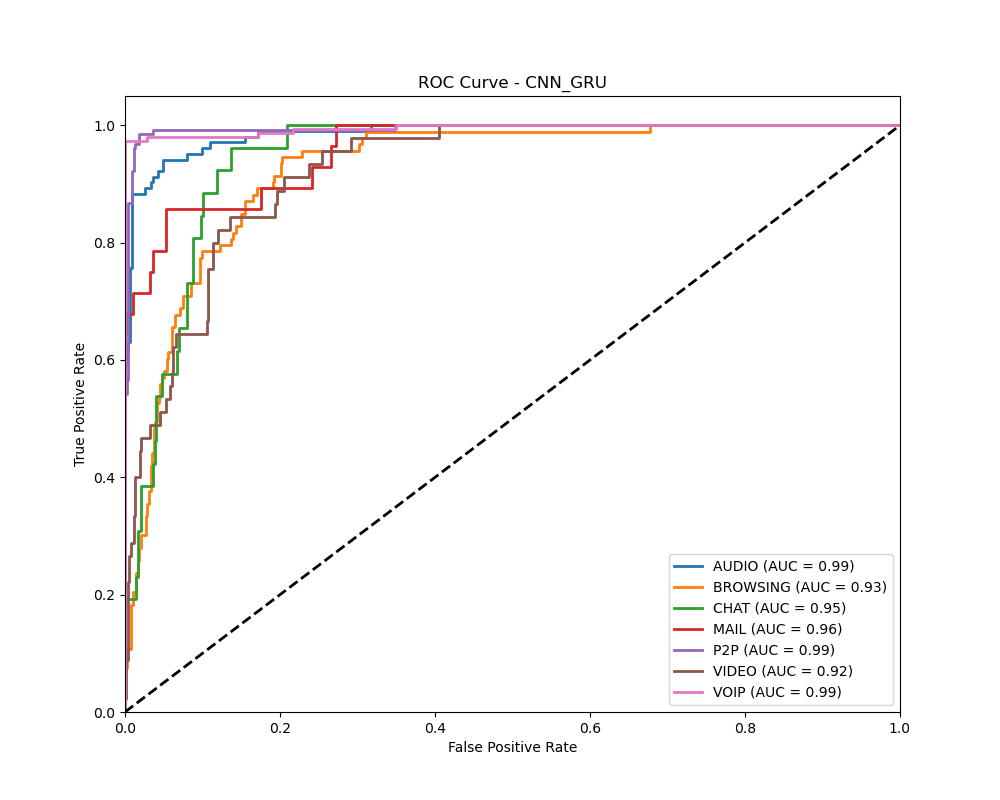 ROC Curve - CNN_GRU
True Positive Rate
1.0
0.8
0.6
0.4
0.2
0.0
AUDIO (AUC = 0.99)
BROWSING (AUC = 0.93)
CHAT (AUC = 0.95)
MAIL (AUC = 0.96)
P2P (AUC = 0.99)
VIDEO (AUC = 0.92)
VOIP (AUC = 0.99)
0.0 0.2 0.4 0.6 0.8 1.0
False Positive Rate